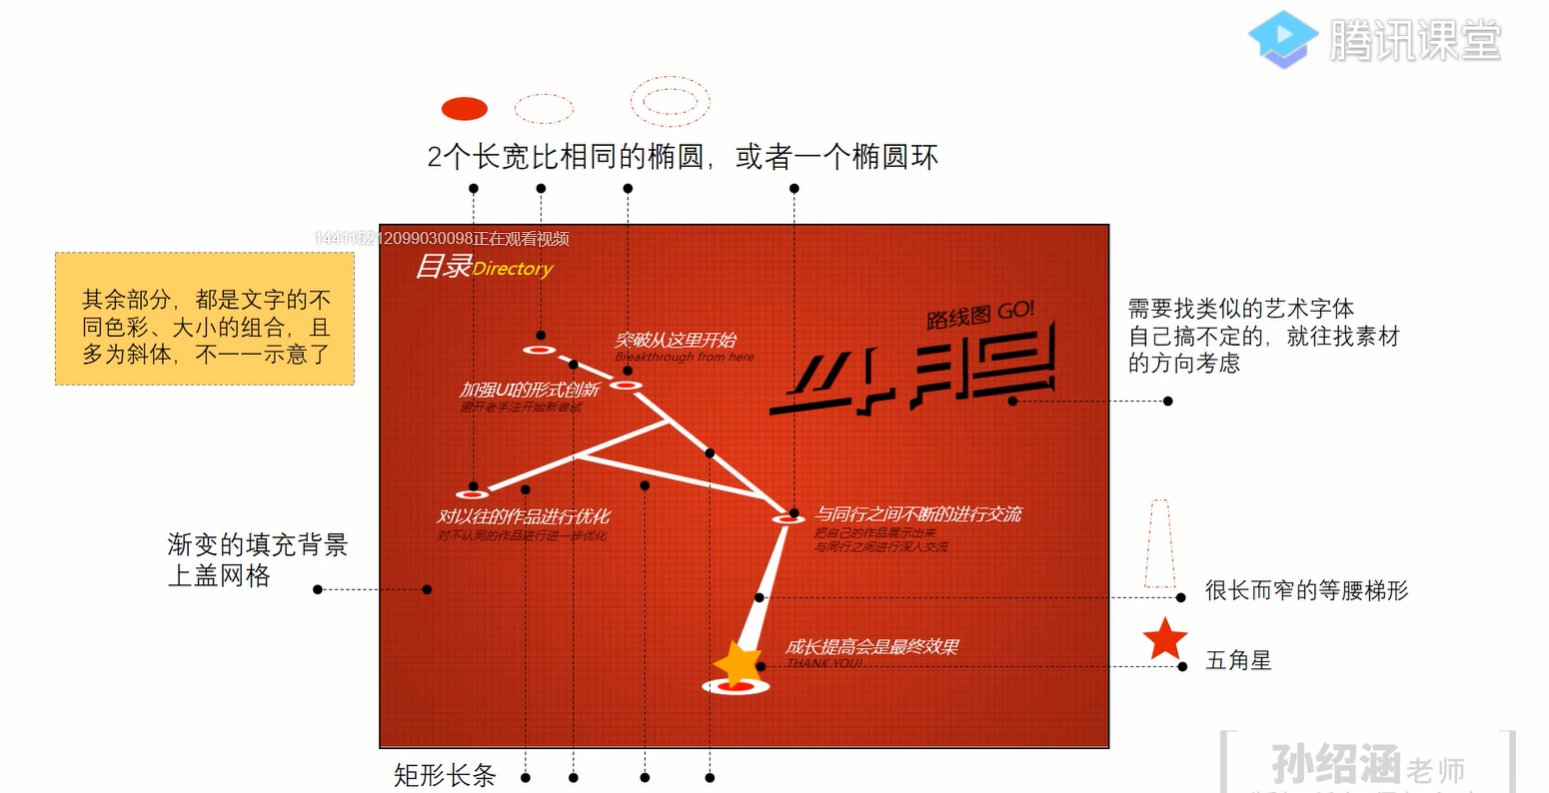 腾讯课堂
2个长宽比相同的椭圆，或者一个椭圆环
144115212099030098正在观看视频
目录Directory
其余部分，都是文字的不
同色彩、大小的组合，且
多为斜体，不一一示意了
路线图 GO!
需要找类似的艺术字体
自己搞不定的，就往找素材
的方向考虑
突破从这里开始
Breakthrough from here
加强UI的形式创新
避开老手法开始新尝试
对以往的作品进行优化
对不认同的作品进行进一步优化
与同行之间不断的进行交流
把自己的作品展示出来
与同行之间进行深入交流
渐变的填充背景
上盖网格
很长而窄的等腰梯形
成长提高会是最终效果
THANK YOU!
五角星
矩形长条
孙绍涵老师